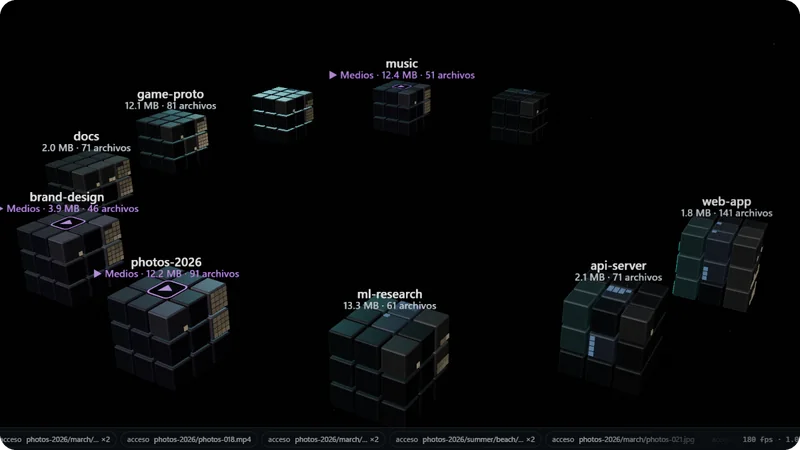 music
▶ Medios · 12.4 MB · 51 archivos
game-proto
12.1 MB · 81 archivos
docs
2.0 MB · 71 archivos
brand-design
Medios · 3.9 MB · 46 archivos
web-app
1.8 MB · 141 archivos
photos-2026
▶ Medios · 12.2 MB · 91 archivos
api-server
2.1 MB · 71 archivos
ml-research
13.3 MB · 61 archivos
acceso photos-2026/march/... ×2
acceso photos-2026/photos-018.mp4
acceso photos-2026/march/... ×2
acceso photos-2026/summer/beach/... ×2
acceso photos-2026/march/photos-021.jpg
180 fps · 1.0